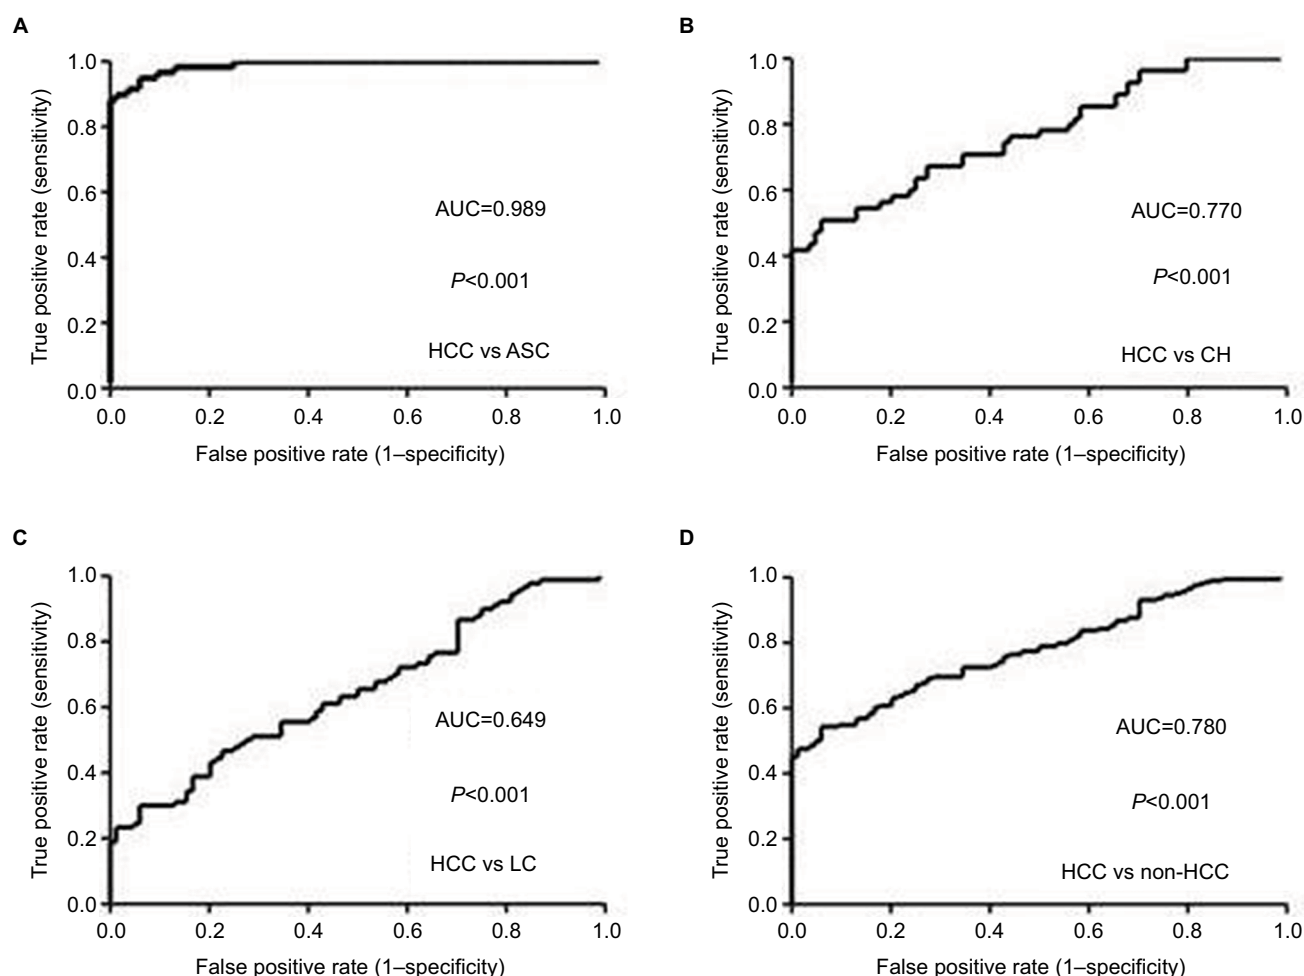 A
True positive rate (sensitivity)
1.0
0.8
0.6
0.4
0.2
0.0
AUC=0.989
P<0.001
HCC vs ASC
0.0 0.2 0.4 0.6 0.8 1.0
False positive rate (1–specificity)
B
True positive rate (sensitivity)
1.0
0.8
0.6
0.4
0.2
0.0
AUC=0.770
P<0.001
HCC vs CH
0.0 0.2 0.4 0.6 0.8 1.0
False positive rate (1–specificity)
C
True positive rate (sensitivity)
1.0
0.8
0.6
0.4
0.2
0.0
AUC=0.649
P<0.001
HCC vs LC
0.0 0.2 0.4 0.6 0.8 1.0
False positive rate (1–specificity)
D
True positive rate (sensitivity)
1.0
0.8
0.6
0.4
0.2
0.0
AUC=0.780
P<0.001
HCC vs non-HCC
0.0 0.2 0.4 0.6 0.8 1.0
False positive rate (1–specificity)